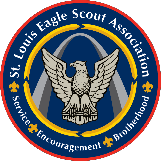 St. Louis Eagle Scout Association
Service Encouragement Brotherhood